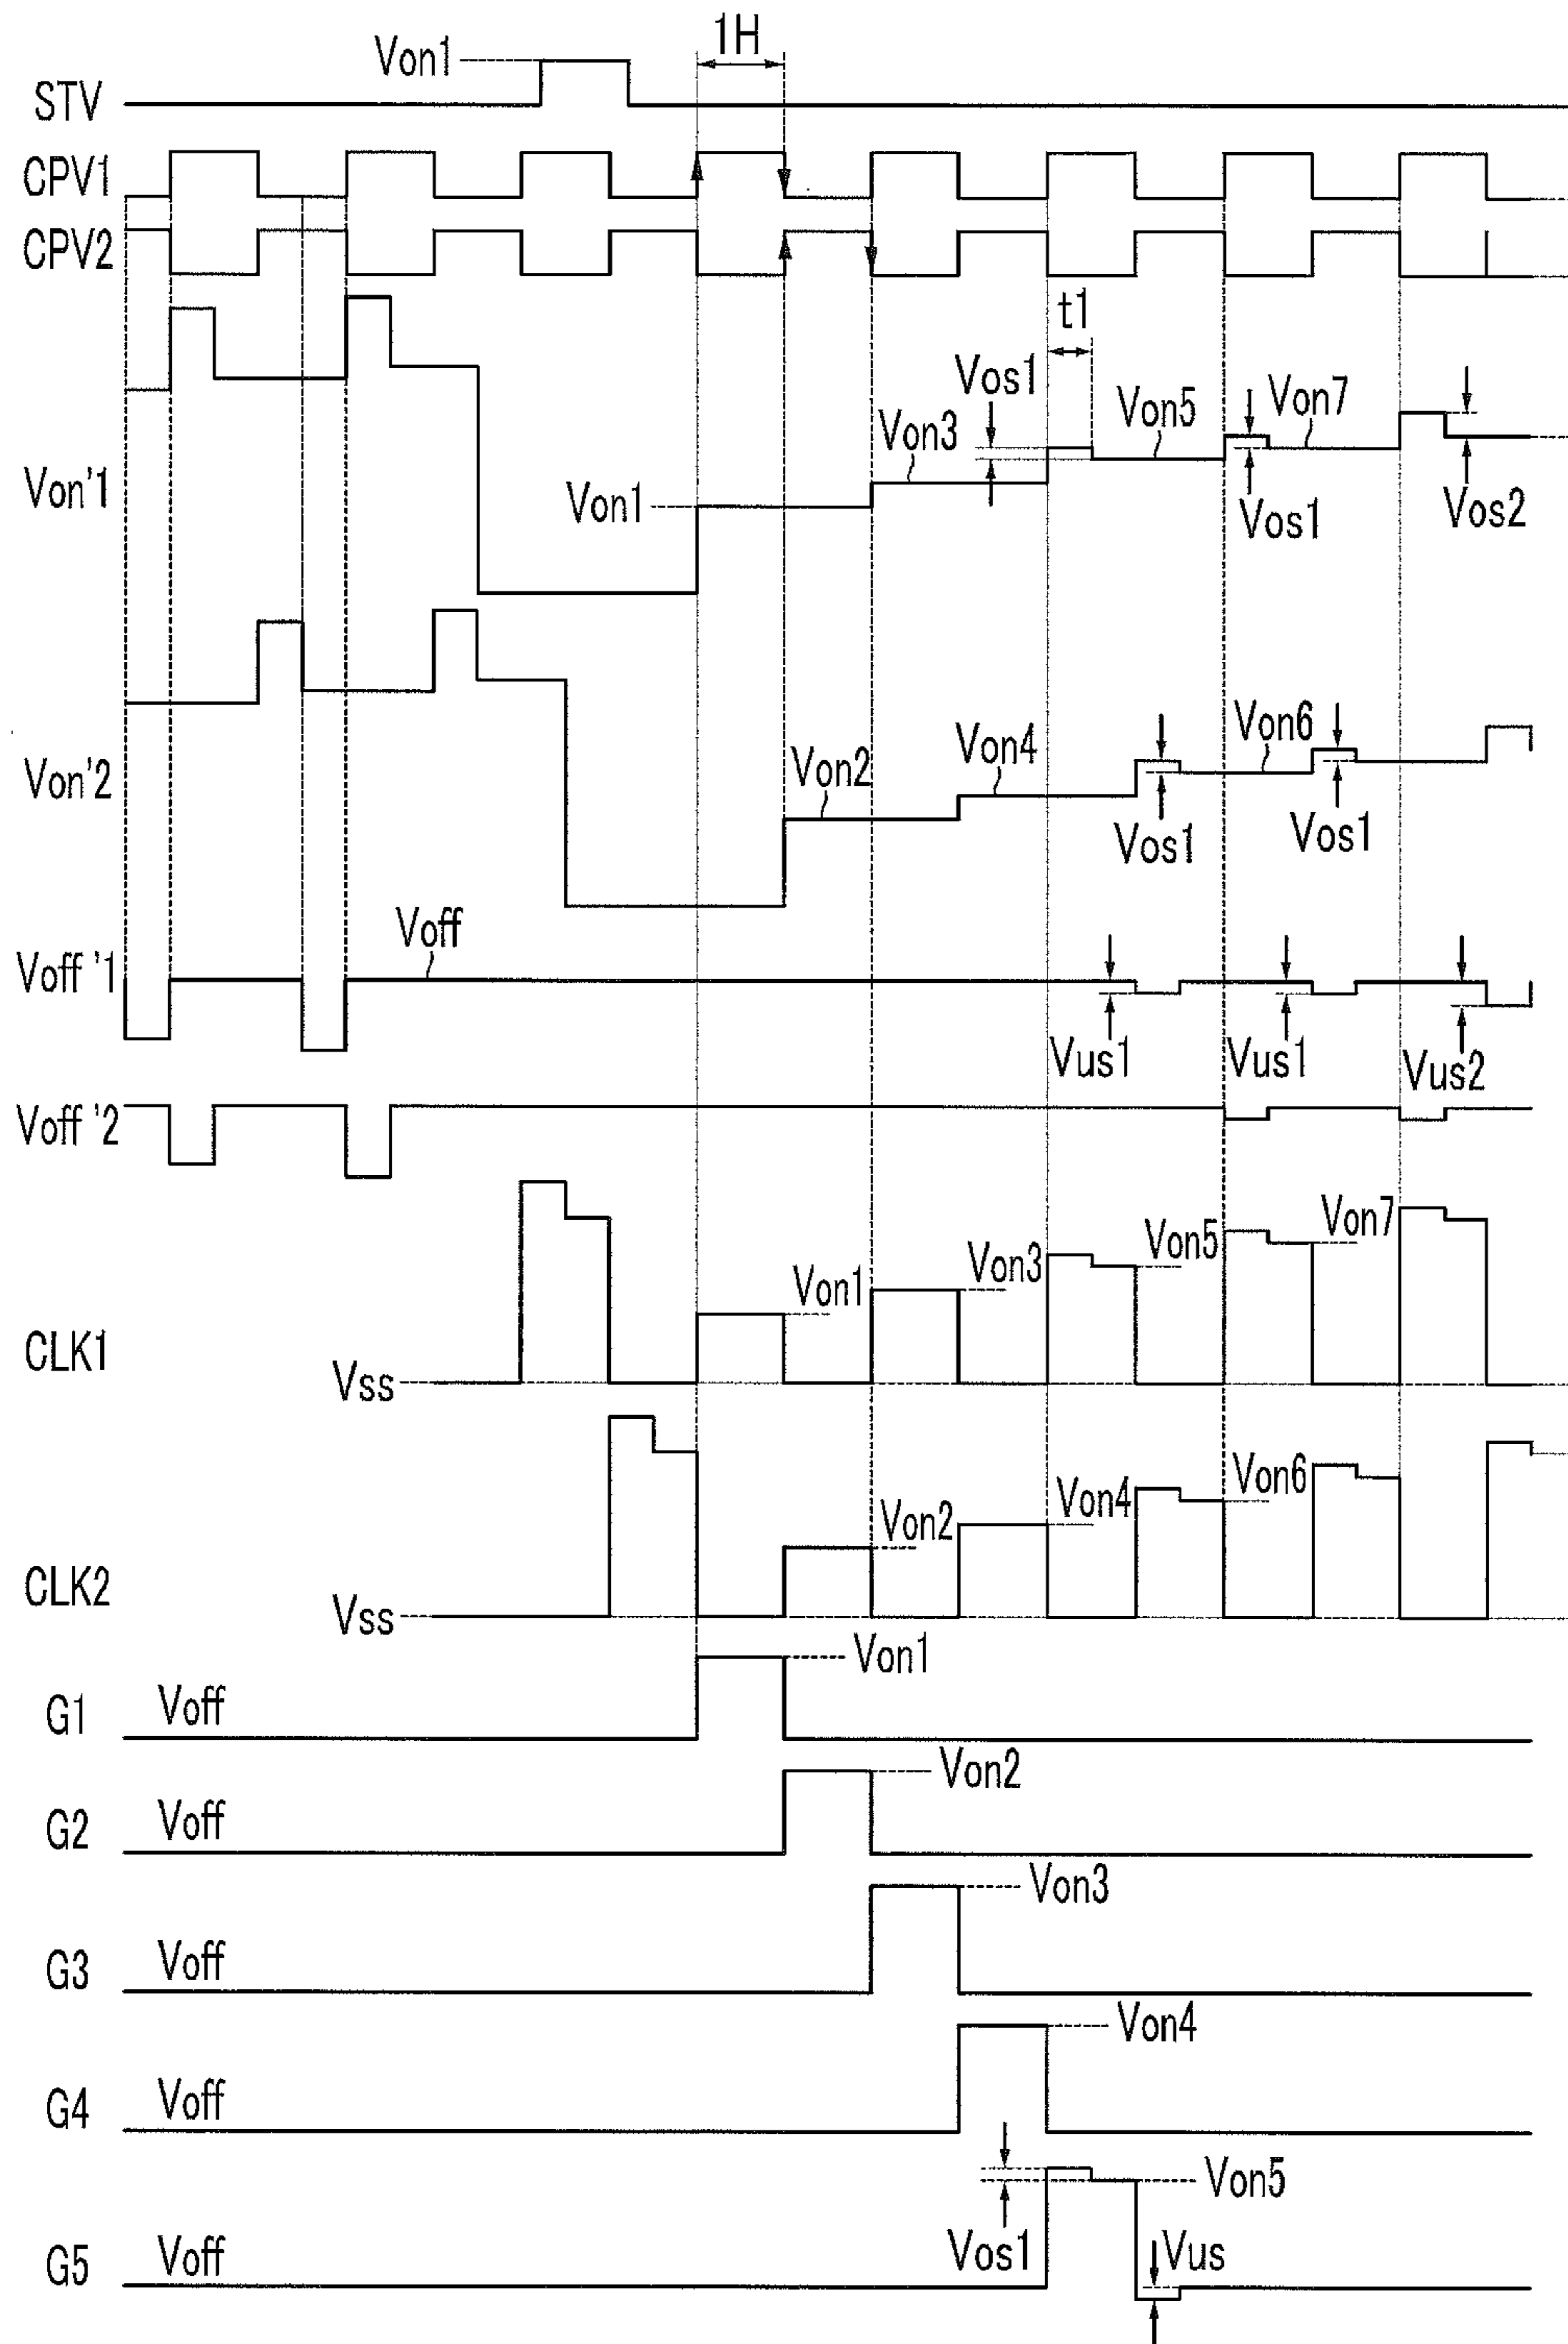 1H
Von1
STV
CPV1
CPV2
t1
Vos1
Von5
Von7
Von3
Von'1
Von1
Vos1
Vos2
Von6
Von4
Von2
Von'2
Vos1
Vos1
Voff
Voff'1
Vus1
Vus1
Vus2
Voff'2
Von7
Von5
Von3
Von1
CLK1
Vss
Von6
Von4
Von2
CLK2
Vss
Von1
G1
Voff
Von2
G2
Voff
Von3
G3
Voff
Von4
G4
Voff
Von5
Vos1
Vus
G5
Voff